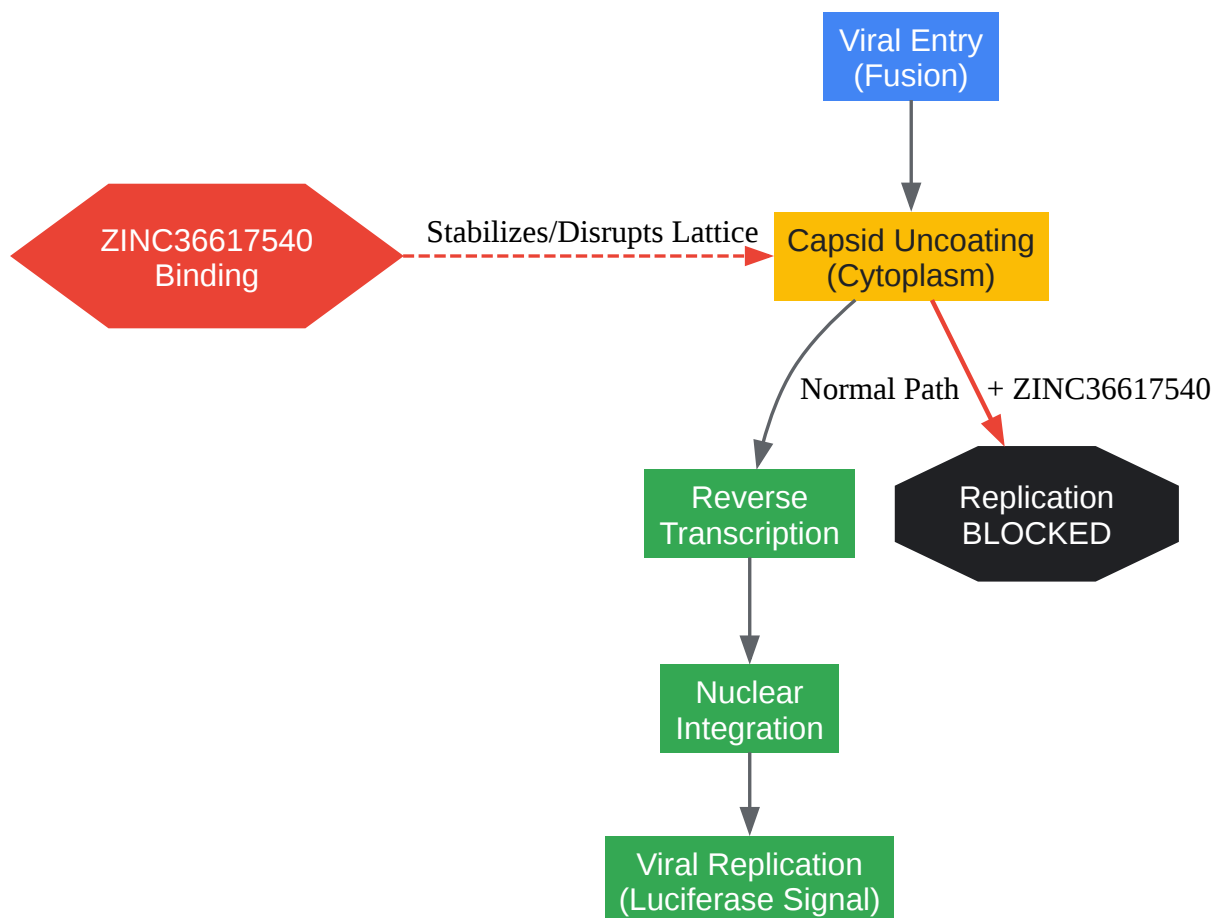 Viral Entry
(Fusion)
ZINC36617540
Binding
Stabilizes/Disrupts Lattice
Capsid Uncoating
(Cytoplasm)
Normal Path
+ ZINC36617540
Reverse
Transcription
Replication
BLOCKED
Nuclear
Integration
Viral Replication
(Luciferase Signal)